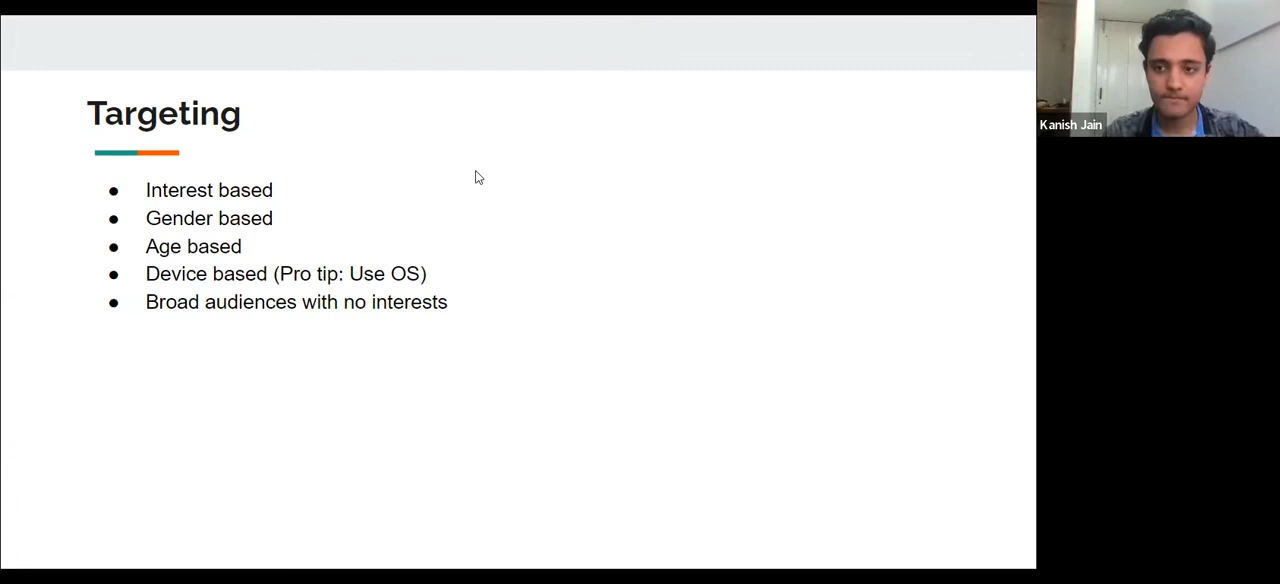 Targeting
● Interest based
● Gender based
● Age based
● Device based (Pro tip: Use OS)
● Broad audiences with no interests
Kanish Jain